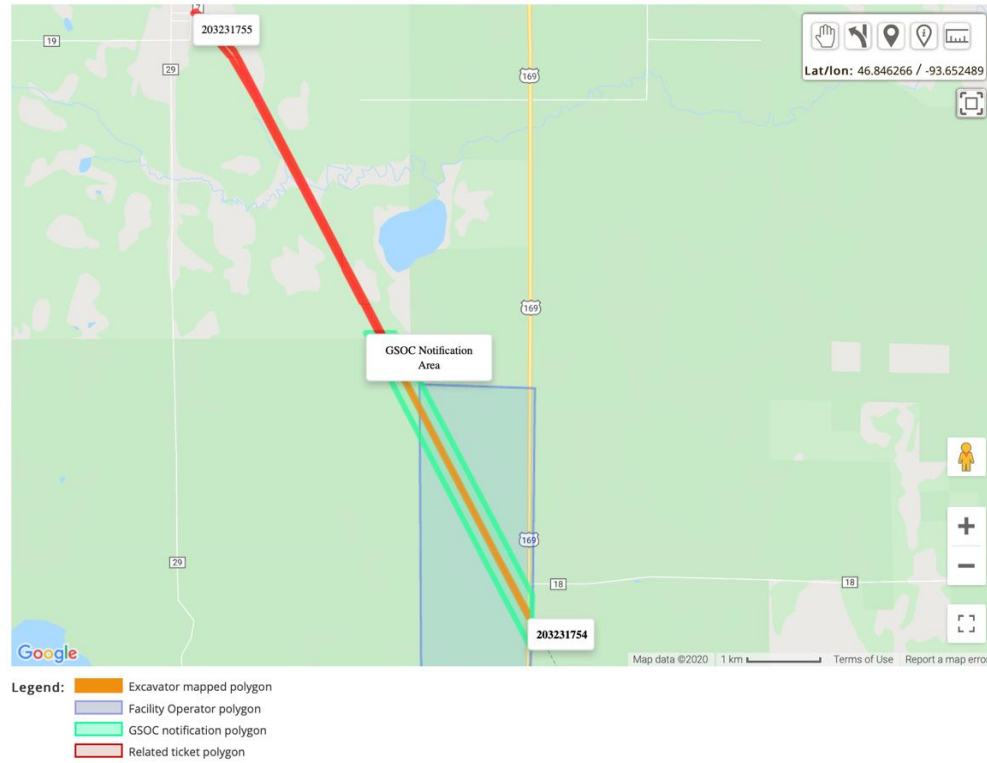 7
203231755
19
29
169
Lat/lon: 46.846266 / -93.652489
169
GSOC Notification
Area
169
29
18
18
203231754
Google
Map data ©2020
1 km
Terms of Use
Report a map error
Legend:
Excavator mapped polygon
Facility Operator polygon
GSOC notification polygon
Related ticket polygon